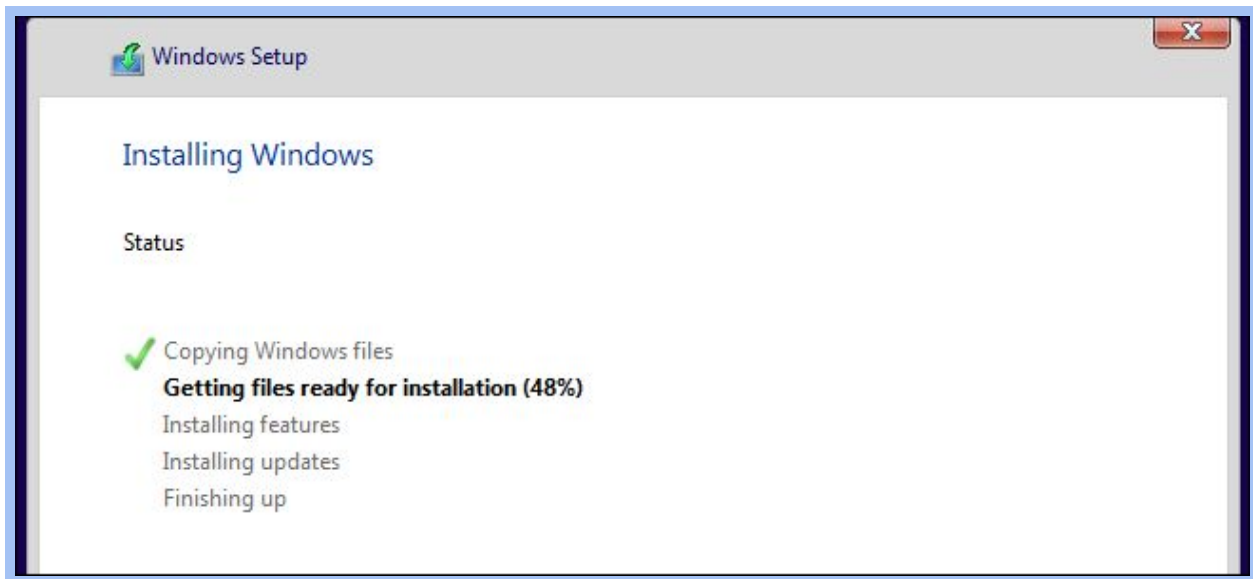 Windows Setup
Installing Windows
Status
Copying Windows files
Getting files ready for installation (48%)
Installing features
Installing updates
Finishing up